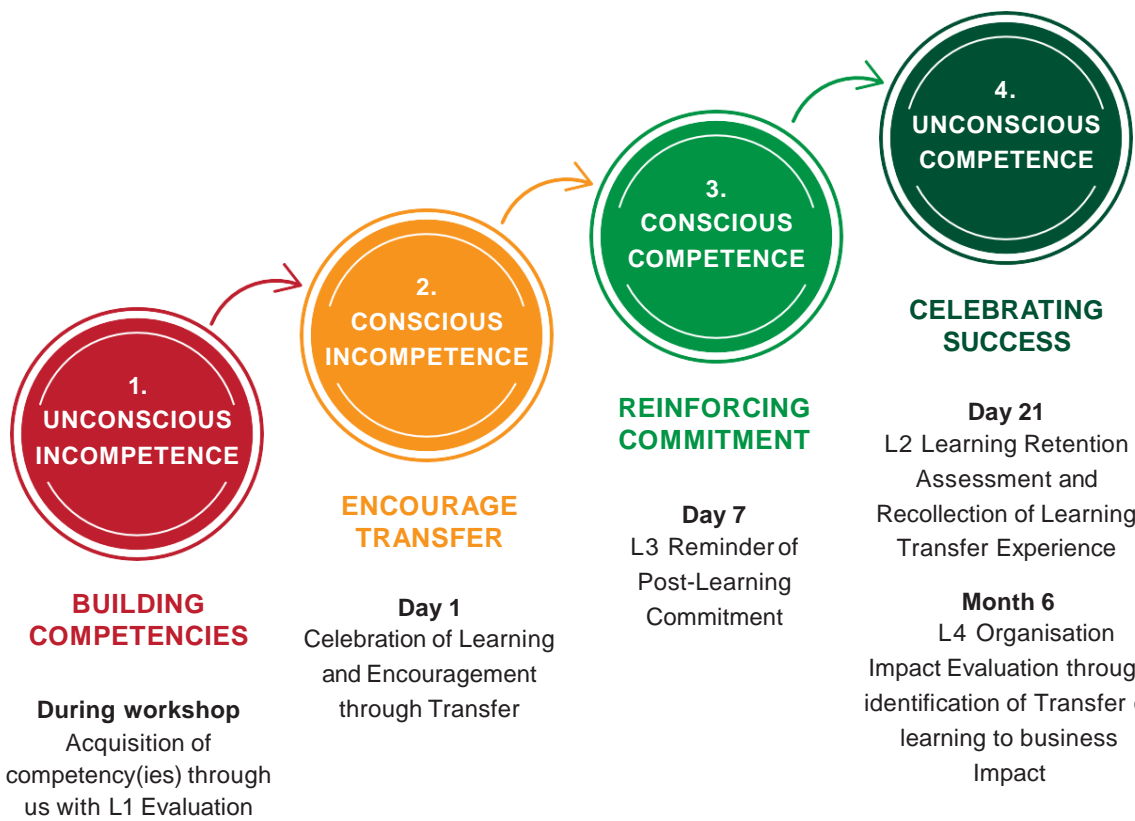 1.
UNCONSCIOUS
INCOMPETENCE
BUILDING
COMPETENCIES
During workshop
Acquisition of
competency(ies) through
us with L1 Evaluation
2.
CONSCIOUS
INCOMPETENCE
ENCOURAGE
TRANSFER
Day 1
Celebration of Learning
and Encouragement
through Transfer
3.
CONSCIOUS
COMPETENCE
REINFORCING
COMMITMENT
Day 7
L3 Reminder of
Post-Learning
Commitment
4.
UNCONSCIOUS
COMPETENCE
CELEBRATING
SUCCESS
Day 21
L2 Learning Retention
Assessment and
Recollection of Learning
Transfer Experience
Month 6
L4 Organisation
Impact Evaluation throug
identification of Transfer
learning to business
Impact